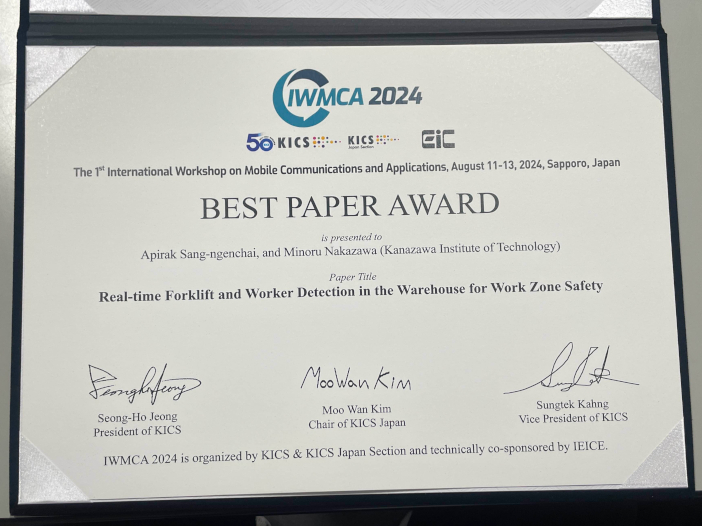 IWMCA 2024
50 KICS KICS Japan Section EiC
The 1st International Workshop on Mobile Communications and Applications, August 11-13, 2024, Sapporo, Japan
BEST PAPER AWARD
is presented to
Apirak Sang-ngenchai, and Minoru Nakazawa (Kanazawa Institute of Technology)
Paper Title
Real-time Forklift and Worker Detection in the Warehouse for Work Zone Safety
MooWan Kim
Seong-Ho Jeong
President of KICS
Moo Wan Kim
Chair of KICS Japan
Sungtek Kahng
Vice President of KICS
IWMCA 2024 is organized by KICS & KICS Japan Section and technically co-sponsored by IEICE.